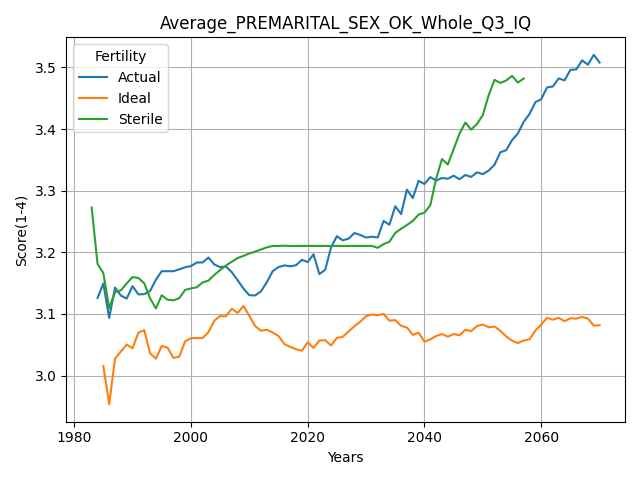 Average_PREMARITAL_SEX_OK_Whole_Q3_IQ
Fertility
Actual
Ideal
Sterile
Score(1-4)
3.5
3.4
3.3
3.2
3.1
3.0
1980 2000 2020 2040 2060
Years